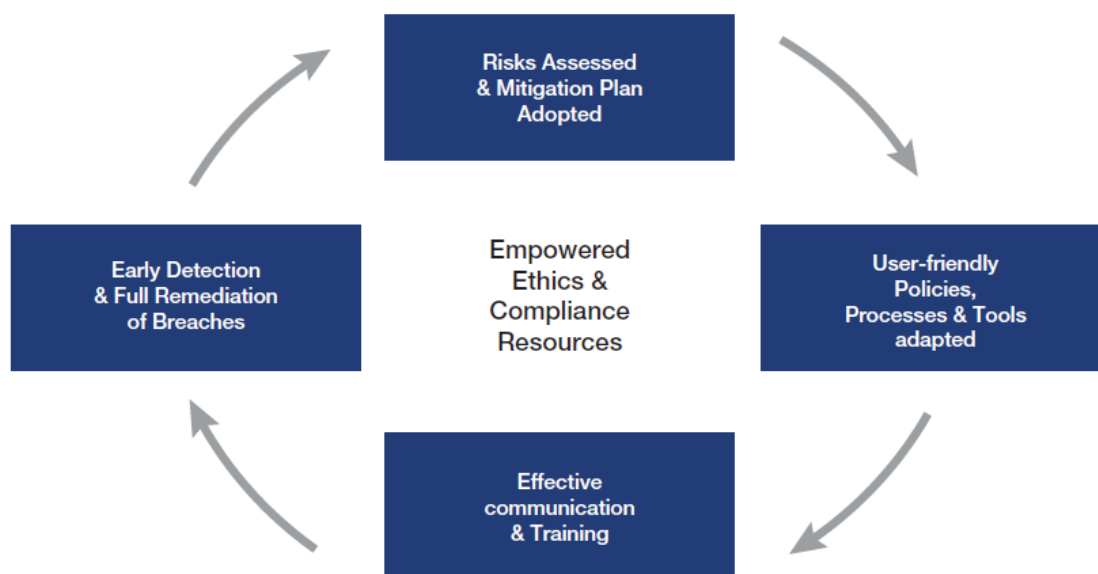 Risks Assessed
& Mitigation Plan
Adopted
Early Detection
& Full Remediation
of Breaches
Empowered
Ethics &
Compliance
Resources
User-friendly
Policies,
Processes & Tools
adapted
Effective
communication
& Training